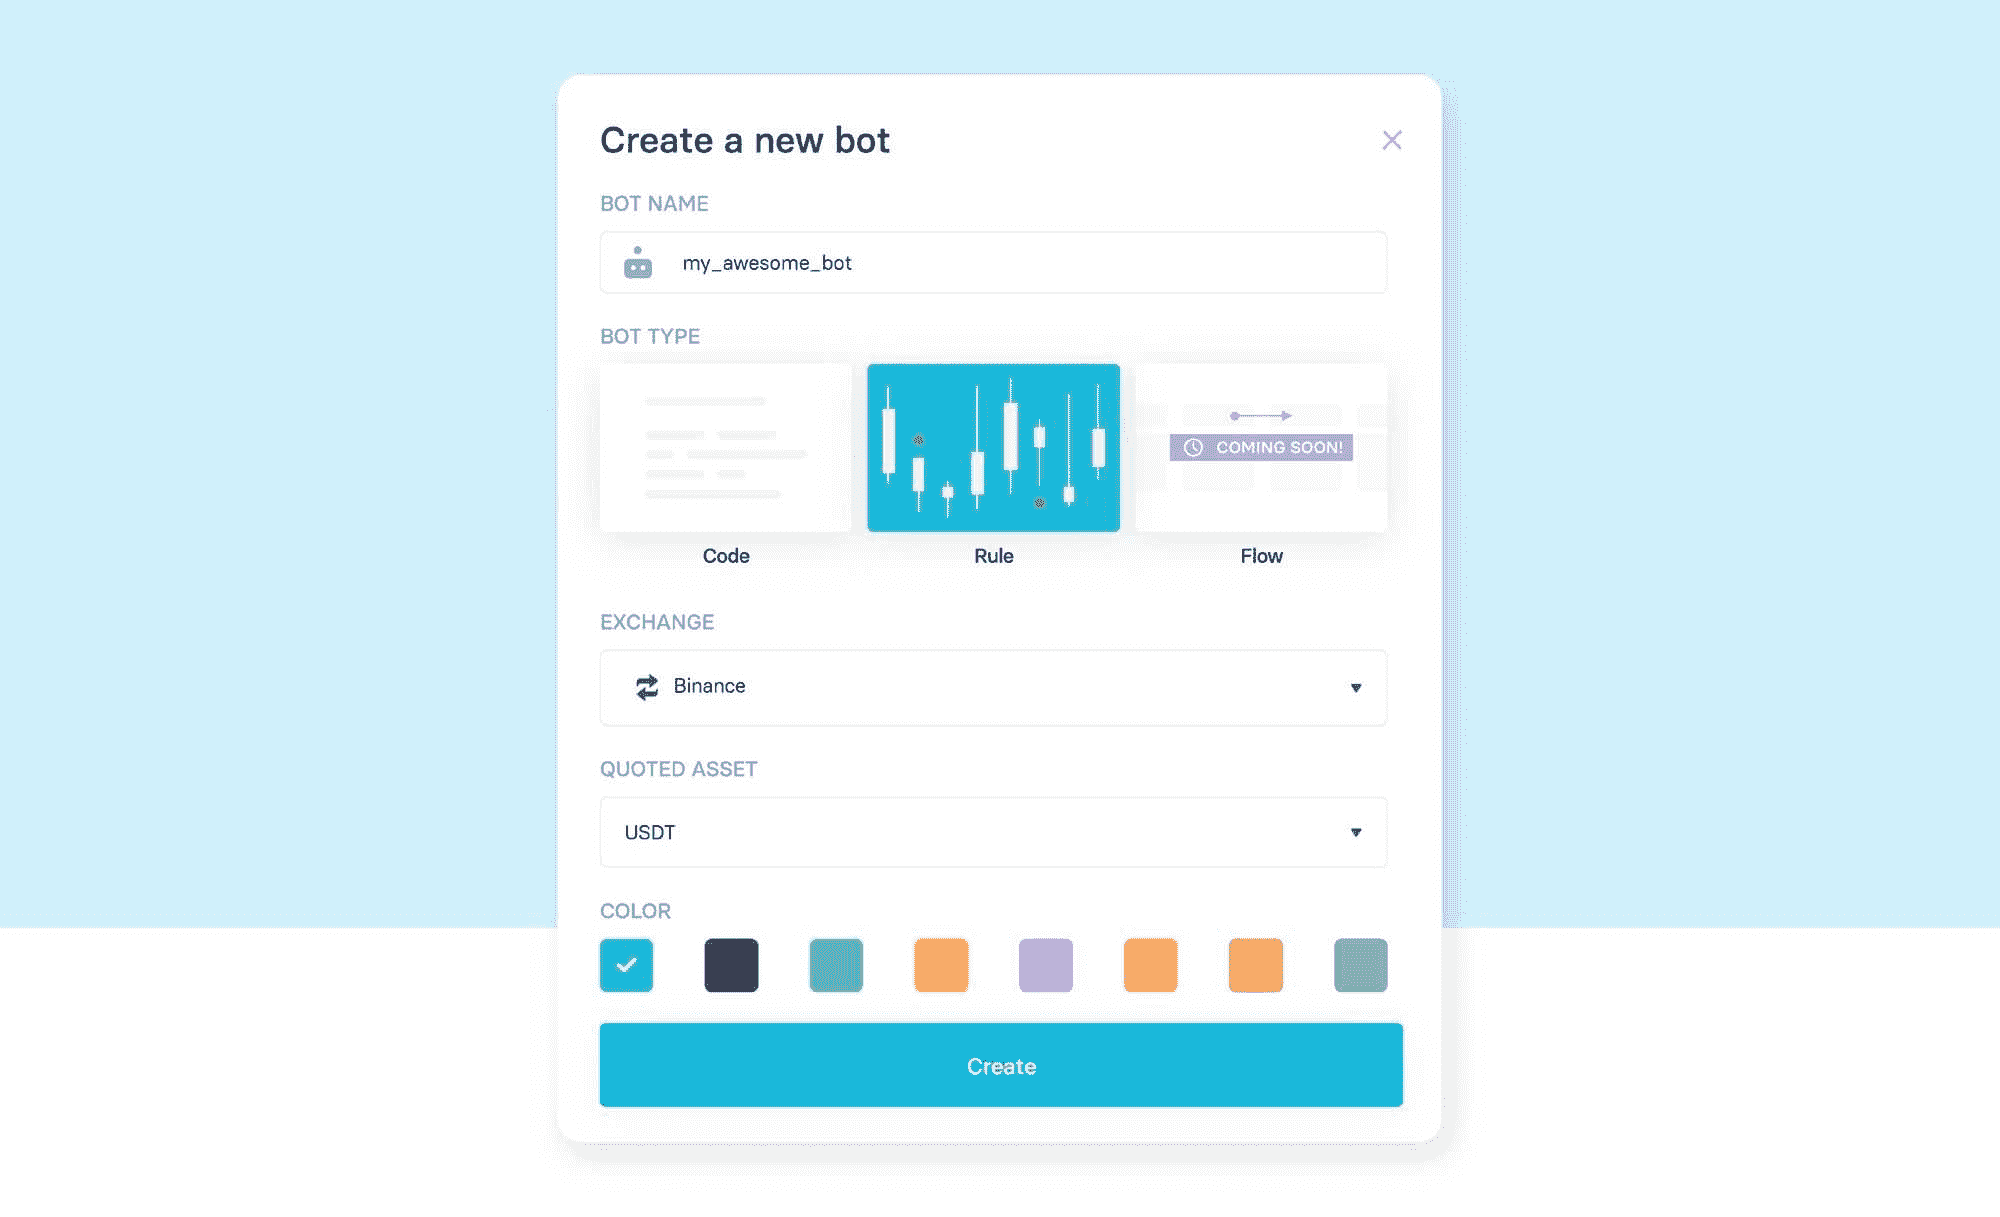 Create a new bot
BOT NAME
my_awesome_bot
BOT TYPE
COMING SOON!
Code
Rule
Flow
EXCHANGE
Binance
QUOTED ASSET
USDT
COLOR
Create